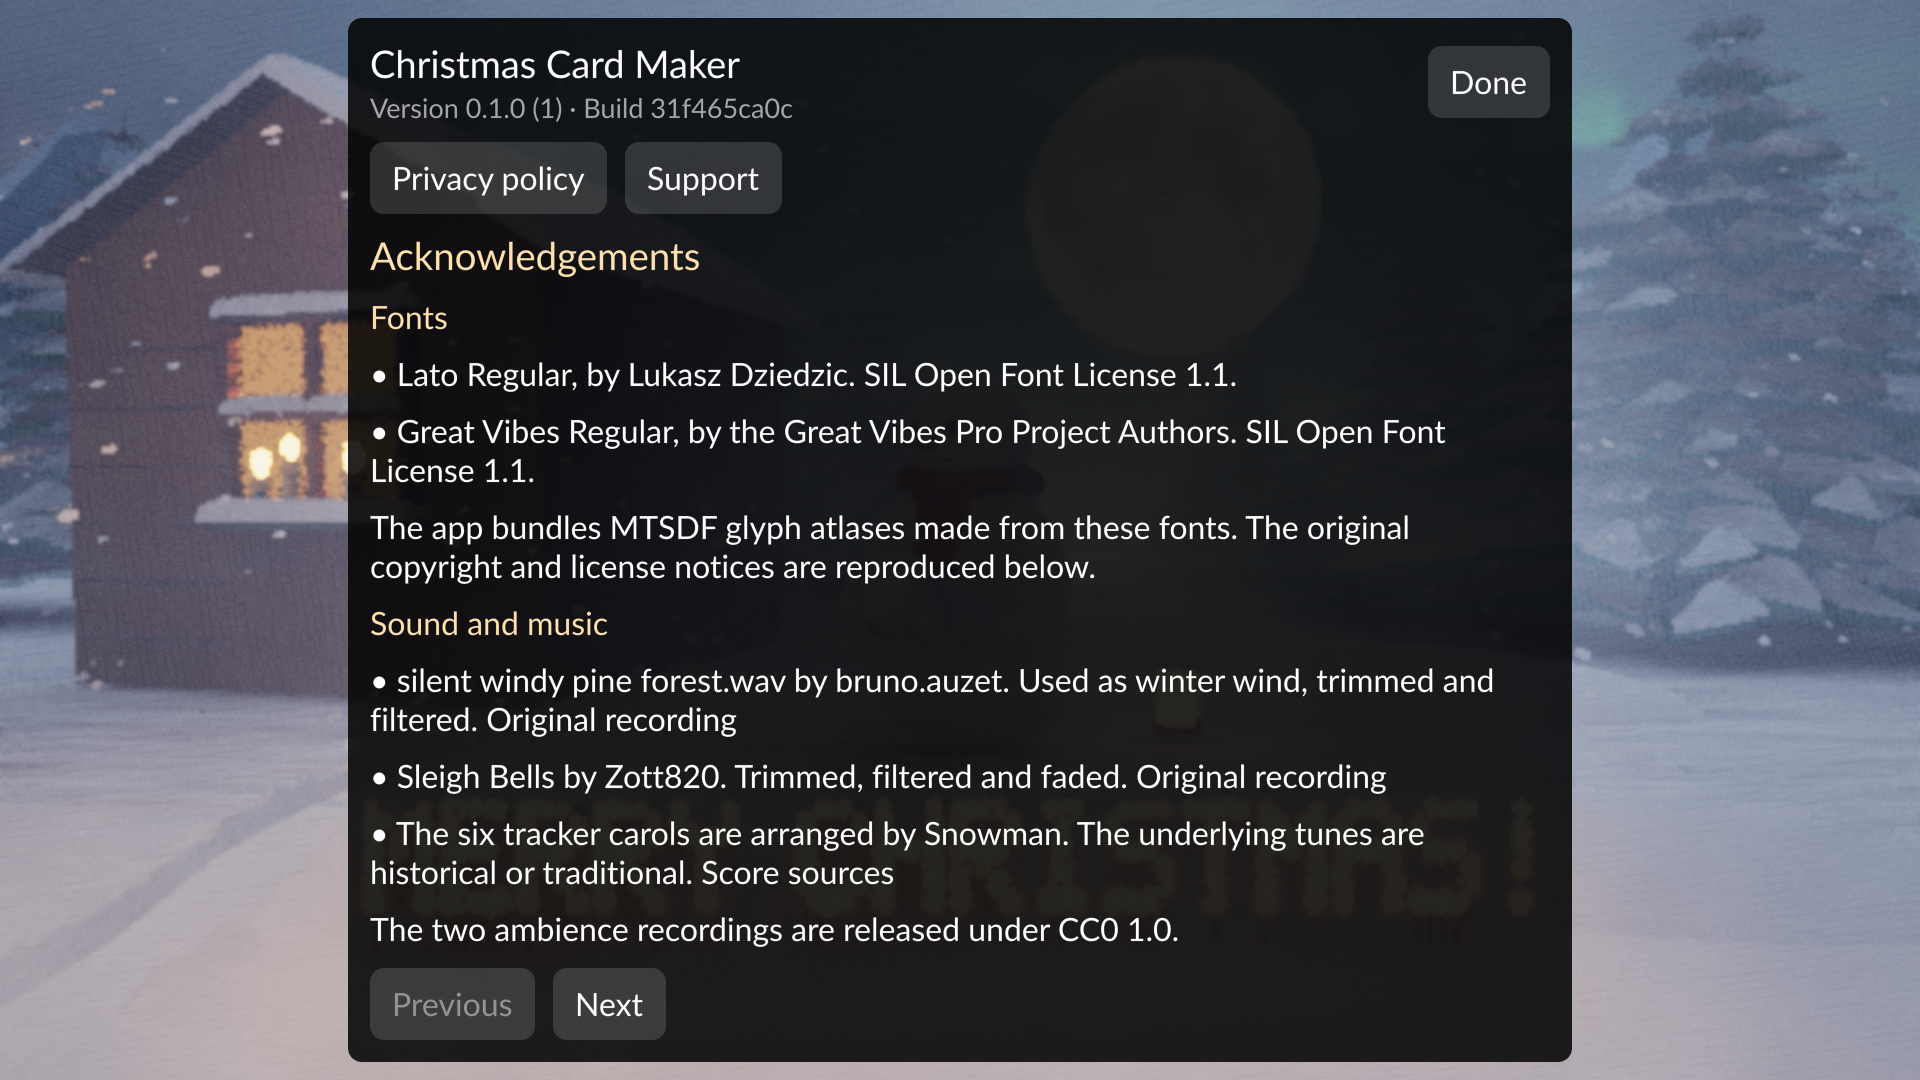 Christmas Card Maker
Version 0.1.0 (1) · Build 31f465ca0c
Done
Privacy policy
Support
Acknowledgements
Fonts
• Lato Regular, by Lukasz Dziedzic. SIL Open Font License 1.1.
• Great Vibes Regular, by the Great Vibes Pro Project Authors. SIL Open Font
License 1.1.
The app bundles MTSDF glyph atlases made from these fonts. The original
copyright and license notices are reproduced below.
Sound and music
• silent windy pine forest.wav by bruno.auzet. Used as winter wind, trimmed and
filtered. Original recording
• Sleigh Bells by Zott820. Trimmed, filtered and faded. Original recording
• The six tracker carols are arranged by Snowman. The underlying tunes are
historical or traditional. Score sources
The two ambience recordings are released under CC0 1.0.
MERRY CHRISTMAS!
Previous
Next